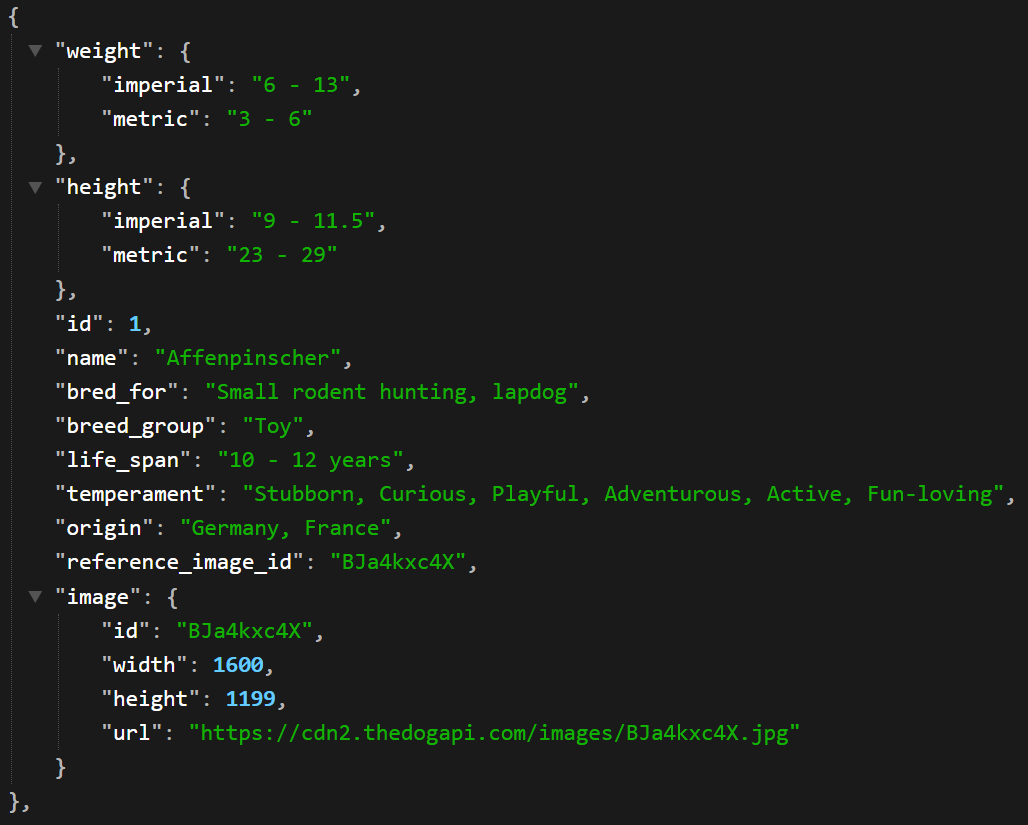 {
"weight": {
"imperial": "6 - 13",
"metric": "3 - 6"
},
"height": {
"imperial": "9 - 11.5",
"metric": "23 - 29"
},
"id": 1,
"name": "Affenpinscher",
"bred_for": "Small rodent hunting, lapdog",
"breed_group": "Toy",
"life_span": "10 - 12 years",
"temperament": "Stubborn, Curious, Playful, Adventurous, Active, Fun-loving",
"origin": "Germany, France",
"reference_image_id": "BJa4kxc4X",
"image": {
"id": "BJa4kxc4X",
"width": 1600,
"height": 1199,
"url": "https://cdn2.thedogapi.com/images/BJa4kxc4X.jpg"
}
},